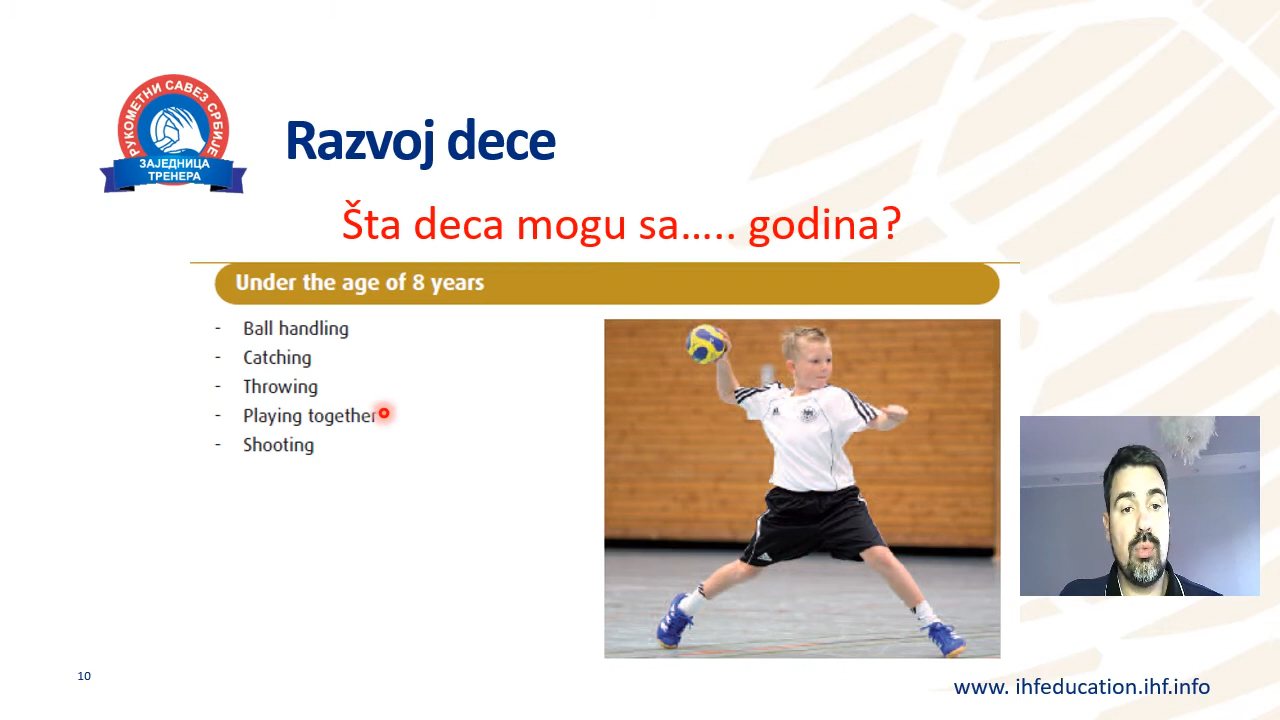 РУКОМЕТНИ САВЕЗ СРБИЈЕ
ЗАЈЕДНИЦА
ТРЕНЕРА
Razvoj dece
Šta deca mogu sa..... godina?
Under the age of 8 years
- Ball handling
- Catching
- Throwing
- Playing together
- Shooting
10
www. ihfeducation.ihf.info